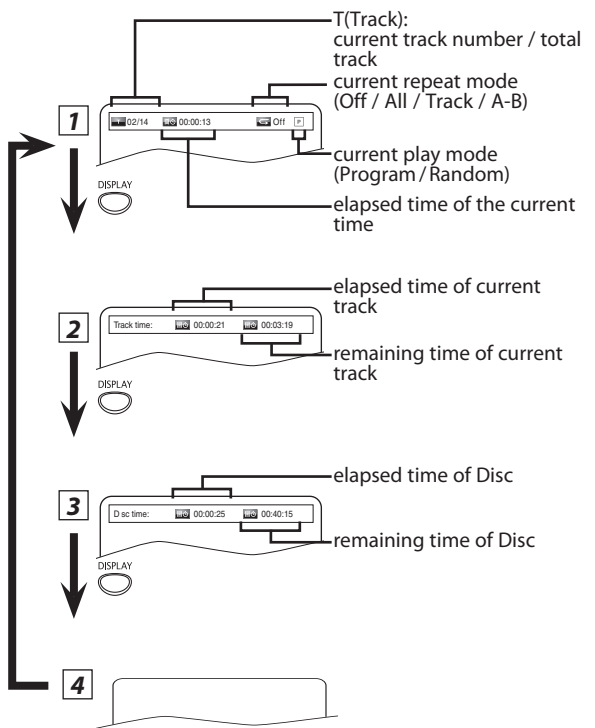 T(Track):
current track number / total
track
current repeat mode
(Off / All / Track / A-B)
1
T 02/14 00:00:13 Off P
current play mode
(Program / Random)
DISPLAY
elapsed time of the current
time
elapsed time of current
track
2
Track time: 00:00:21 00:03:19
remaining time of current
track
DISPLAY
elapsed time of Disc
3
D sc time: 00:00:25 00:40:15
remaining time of Disc
DISPLAY
4